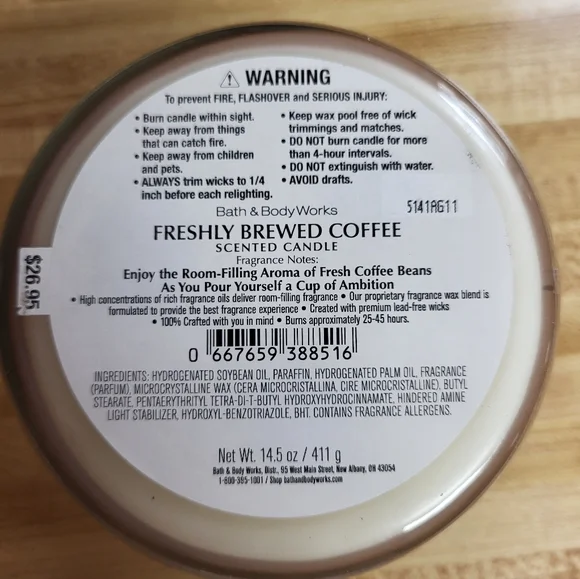 ⚠ WARNING
To prevent FIRE, FLASHOVER and SERIOUS INJURY:
• Burn candle within sight.
• Keep away from things
that can catch fire.
• Keep away from children
and pets.
• ALWAYS trim wicks to 1/4
inch before each relighting.
• Keep wax pool free of wick
trimmings and matches.
• DO NOT burn candle for more
than 4-hour intervals.
• DO NOT extinguish with water.
• AVOID drafts.
Bath & Body Works
5141AG11
FRESHLY BREWED COFFEE
SCENTED CANDLE
Fragrance Notes:
Enjoy the Room-Filling Aroma of Fresh Coffee Beans
As You Pour Yourself a Cup of Ambition
• High concentrations of rich fragrance oils deliver room-filling fragrance • Our proprietary fragrance wax blend is
formulated to provide the best fragrance experience • Created with premium lead-free wicks
• 100% Crafted with you in mind • Burns approximately 25-45 hours.
0 667659 388516
INGREDIENTS: HYDROGENATED SOYBEAN OIL, PARAFFIN, HYDROGENATED PALM OIL, FRAGRANCE
(PARFUM), MICROCRYSTALLINE WAX (CERA MICROCRISTALLINA, CIRE MICROCRISTALLINE), BUTYL
STEARATE, PENTAERYTHRITYL TETRA-DI-T-BUTYL HYDROXYHYDROCINNAMATE, HINDERED AMINE
LIGHT STABILIZER, HYDROXYL-BENZOTRIAZOLE, BHT. CONTAINS FRAGRANCE ALLERGENS.
Net Wt. 14.5 oz / 411 g
Bath & Body Works, Distr., 95 West Main Street, New Albany, OH 43054
1-800-395-1001 / Shop bathandbodyworks.com
$26.95